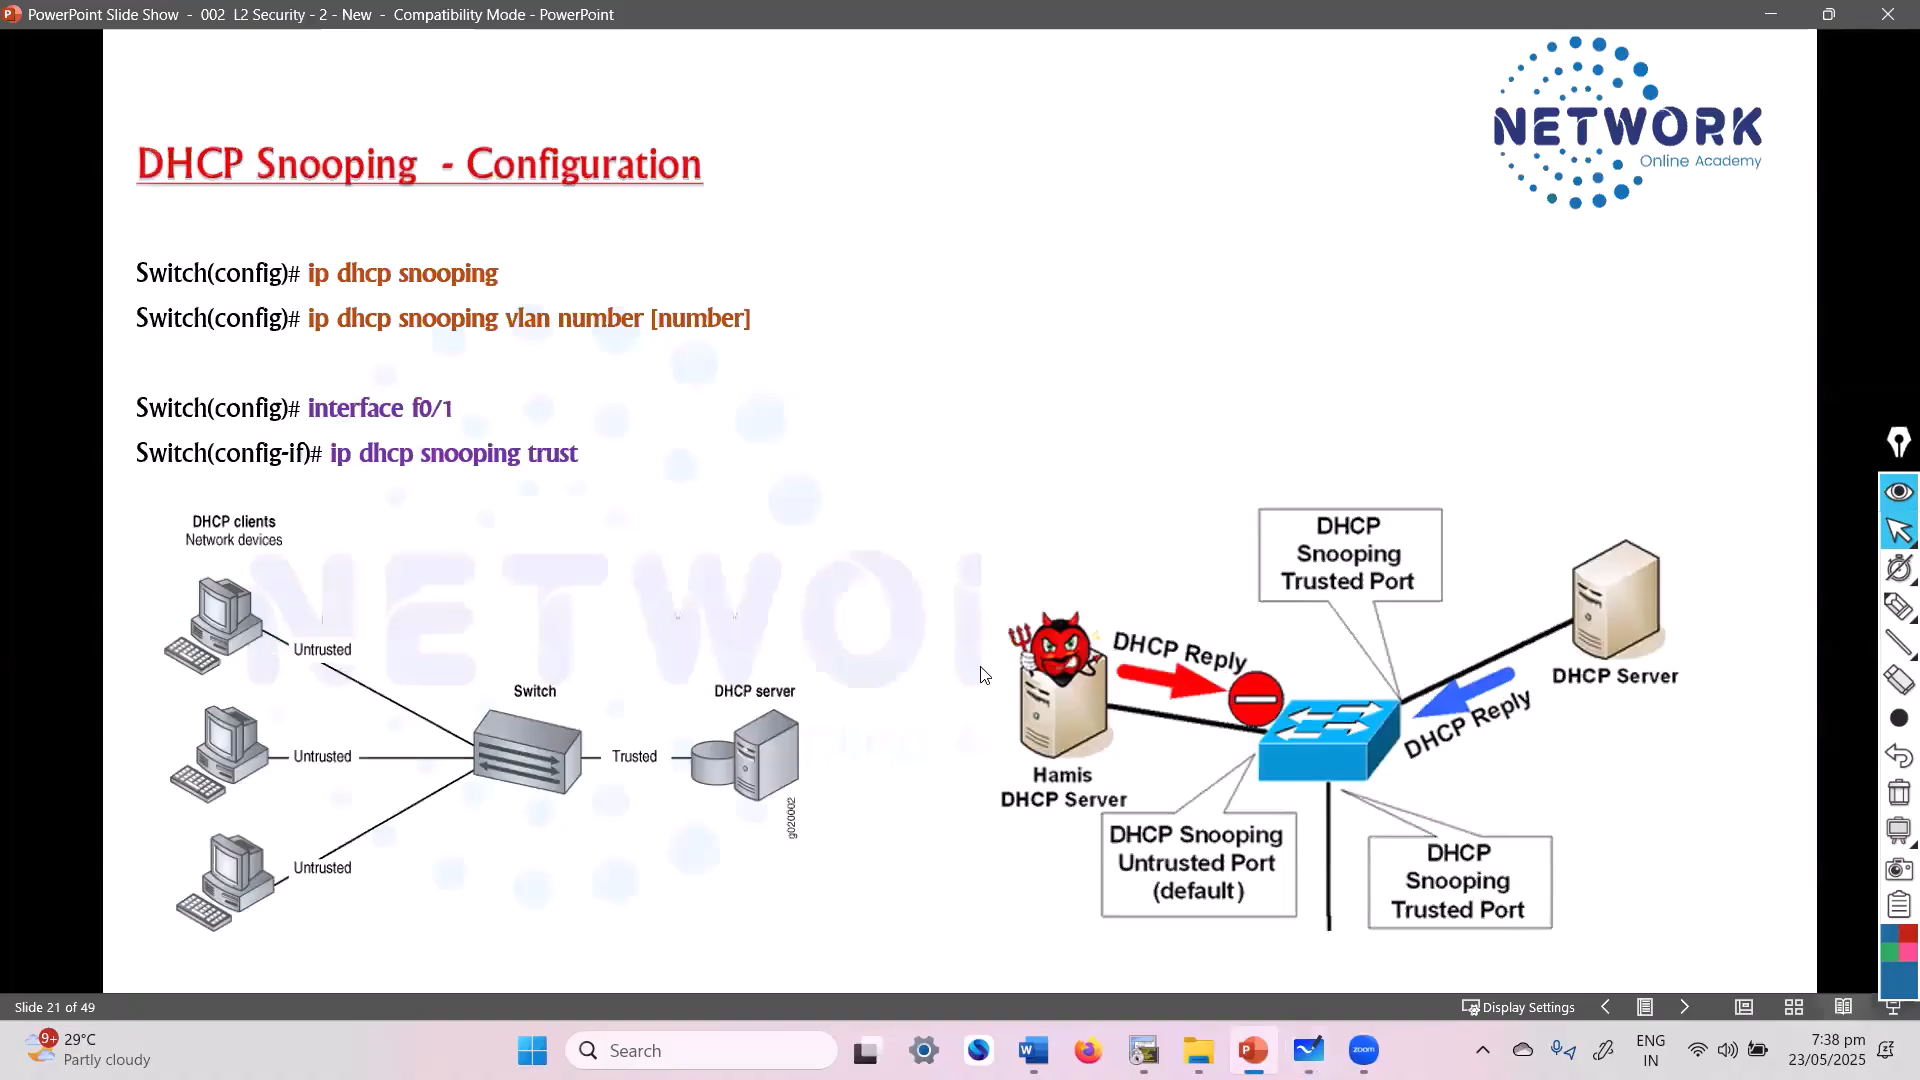 PowerPoint Slide Show - 002 L2 Security - 2 - New - Compatibility Mode - PowerPoint
NETWORK
Online Academy
DHCP Snooping - Configuration
Switch(config)# ip dhcp snooping
Switch(config)# ip dhcp snooping vlan number [number]
Switch(config)# interface f0/1
Switch(config-if)# ip dhcp snooping trust
DHCP clients
Network devices
Untrusted
Untrusted
Untrusted
Switch
Trusted
DHCP server
g020002
NETWO
DHCP
Snooping
Trusted Port
DHCP Reply
DHCP Server
DHCP Reply
Hamis
DHCP Server
DHCP Snooping
Untrusted Port
(default)
DHCP
Snooping
Trusted Port
Slide 21 of 49
Display Settings
9+
29°C
Partly cloudy
Search
zoom
ENG
IN
7:38 pm
23/05/2025